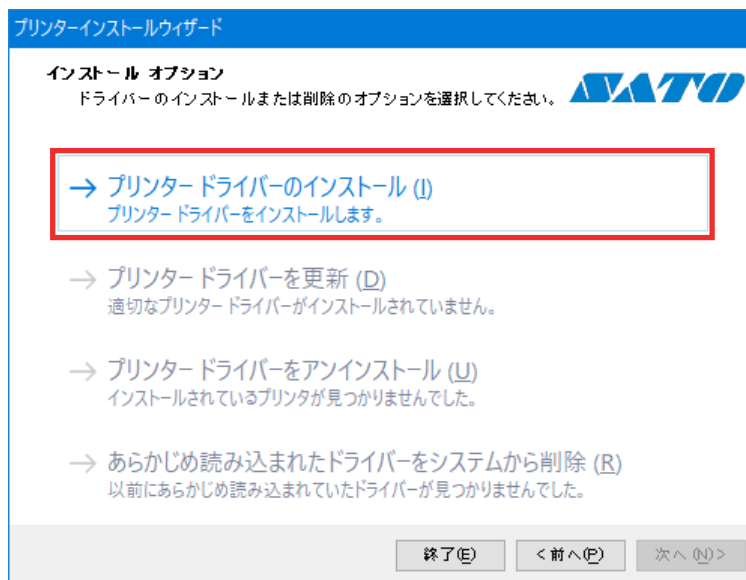 プリンターインストールウィザード
インストール オプション
ドライバーのインストールまたは削除のオプションを選択してください。
SATO
→ プリンター ドライバーのインストール (I)
プリンター ドライバーをインストールします。
→ プリンター ドライバーを更新 (D)
適切なプリンター ドライバーがインストールされていません。
→ プリンター ドライバーをアンインストール (U)
インストールされているプリンタが見つかりませんでした。
→ あらかじめ読み込まれたドライバーをシステムから削除 (R)
以前にあらかじめ読み込まれていたドライバーが見つかりませんでした。
終了(E) <前へ(P) 次へ(N)>